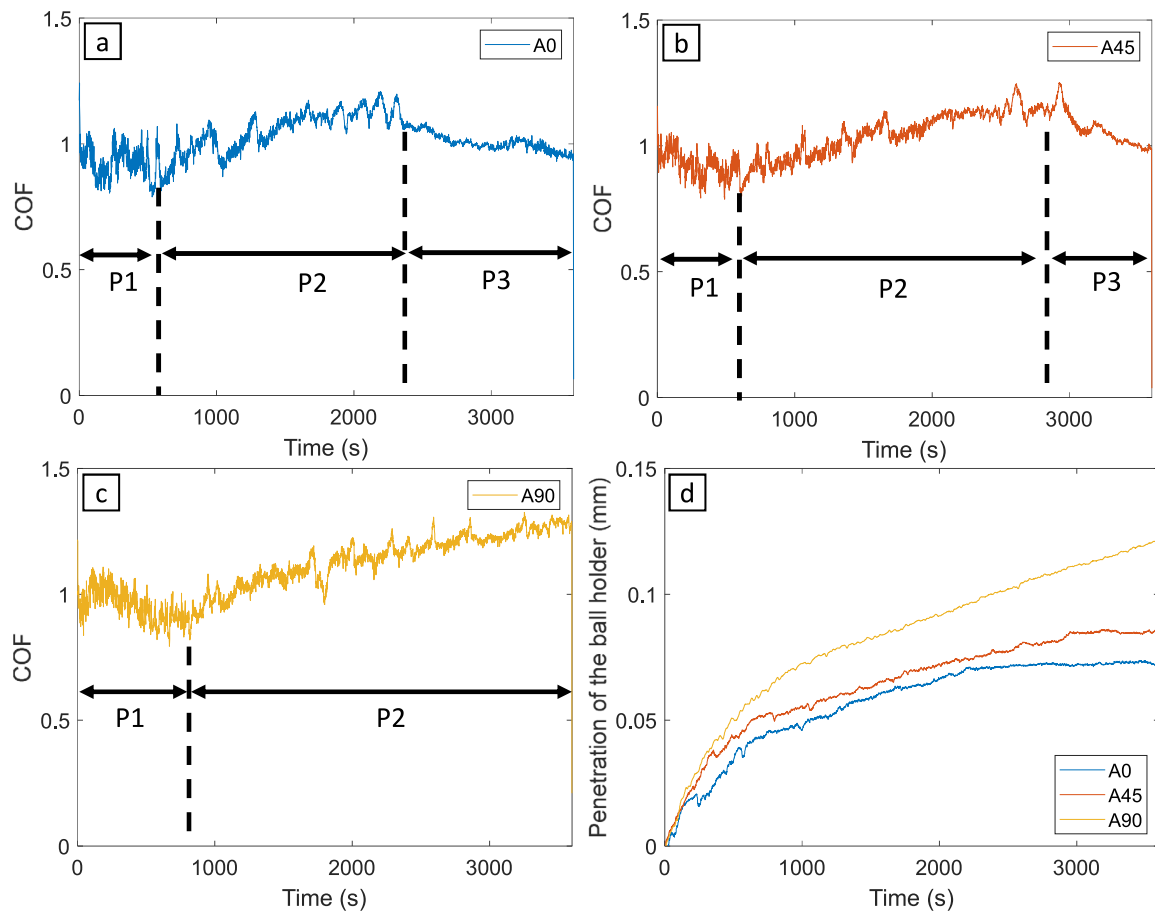 a
A0
1.5
1
0.5
0
COF
P1
P2
P3
0
1000
2000
3000
Time (s)
b
A45
1.5
1
0.5
0
COF
P1
P2
P3
0
1000
2000
3000
Time (s)
c
A90
1.5
1
0.5
0
COF
P1
P2
0
1000
2000
3000
Time (s)
d
0.15
0.1
0.05
0
Penetration of the ball holder (mm)
A0
A45
A90
0
1000
2000
3000
Time (s)